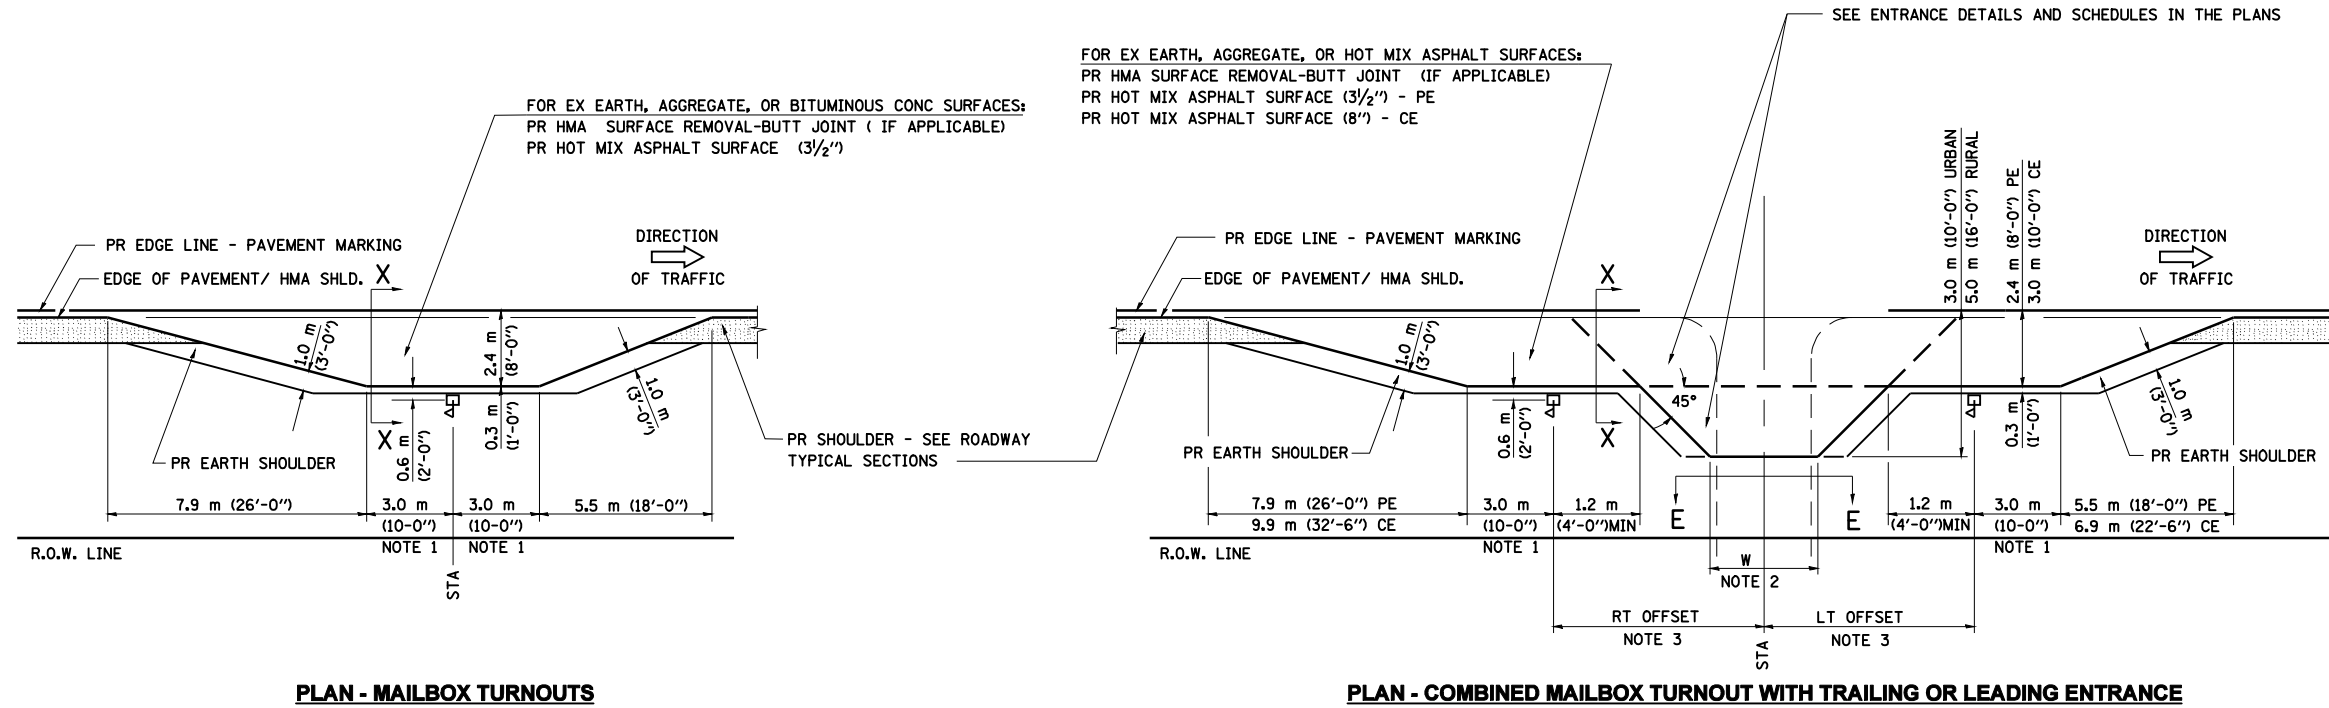 FOR EX EARTH, AGGREGATE, OR BITUMINOUS CONC SURFACES:
PR HMA SURFACE REMOVAL-BUTT JOINT ( IF APPLICABLE)
PR HOT MIX ASPHALT SURFACE (3½")
PR EDGE LINE - PAVEMENT MARKING
EDGE OF PAVEMENT/ HMA SHLD.
X
DIRECTION
OF TRAFFIC
1.0 m
(3'-0")
2.4 m
(8'-0")
1.0 m
(3'-0")
X
0.6 m
(2'-0")
0.3 m
(1'-0")
PR EARTH SHOULDER
PR SHOULDER - SEE ROADWAY
TYPICAL SECTIONS
7.9 m (26'-0")
3.0 m
(10-0")
NOTE 1
3.0 m
(10-0")
NOTE 1
5.5 m (18'-0")
R.O.W. LINE
STA
PLAN - MAILBOX TURNOUTS
SEE ENTRANCE DETAILS AND SCHEDULES IN THE PLANS
FOR EX EARTH, AGGREGATE, OR HOT MIX ASPHALT SURFACES:
PR HMA SURFACE REMOVAL-BUTT JOINT (IF APPLICABLE)
PR HOT MIX ASPHALT SURFACE (3½") - PE
PR HOT MIX ASPHALT SURFACE (8") - CE
3.0 m (10'-0") URBAN
5.0 m (16'-0") RURAL
2.4 m (8'-0") PE
3.0 m (10'-0") CE
PR EDGE LINE - PAVEMENT MARKING
EDGE OF PAVEMENT/ HMA SHLD.
X
DIRECTION
OF TRAFFIC
1.0 m
(3'-0")
45°
1.0 m
(3'-0")
X
0.6 m
(2'-0")
0.3 m
(1'-0")
PR EARTH SHOULDER
PR EARTH SHOULDER
7.9 m (26'-0") PE
9.9 m (32'-6") CE
3.0 m
(10-0")
NOTE 1
1.2 m
(4'-0")MIN
E
E
1.2 m
(4'-0")MIN
3.0 m
(10-0")
NOTE 1
5.5 m (18'-0") PE
6.9 m (22'-6") CE
R.O.W. LINE
W
NOTE 2
RT OFFSET
NOTE 3
LT OFFSET
NOTE 3
STA
PLAN - COMBINED MAILBOX TURNOUT WITH TRAILING OR LEADING ENTRANCE